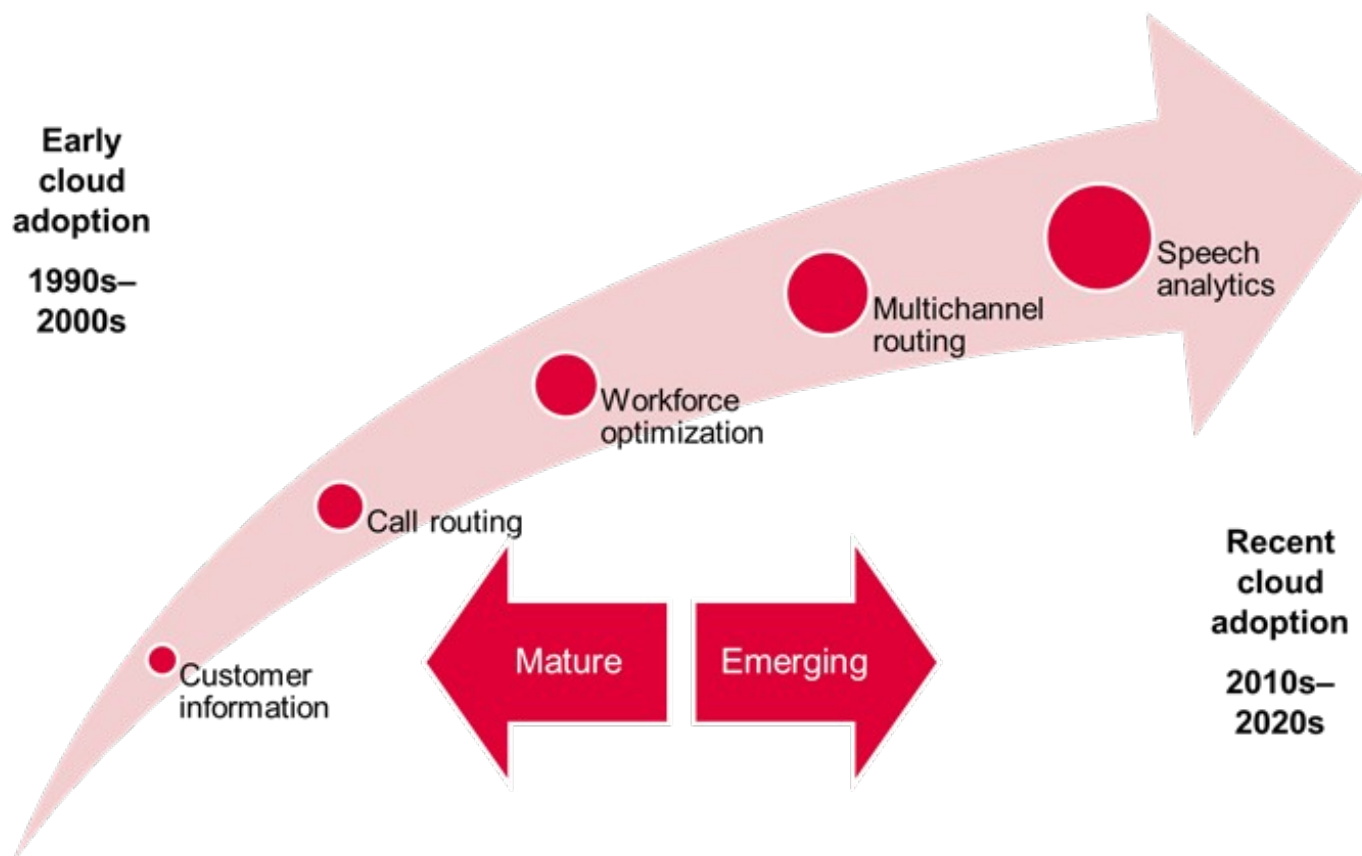 Early
cloud
adoption
1990s–
2000s
Speech
analytics
Multichannel
routing
Workforce
optimization
Call routing
Customer
information
Mature
Emerging
Recent
cloud
adoption
2010s–
2020s